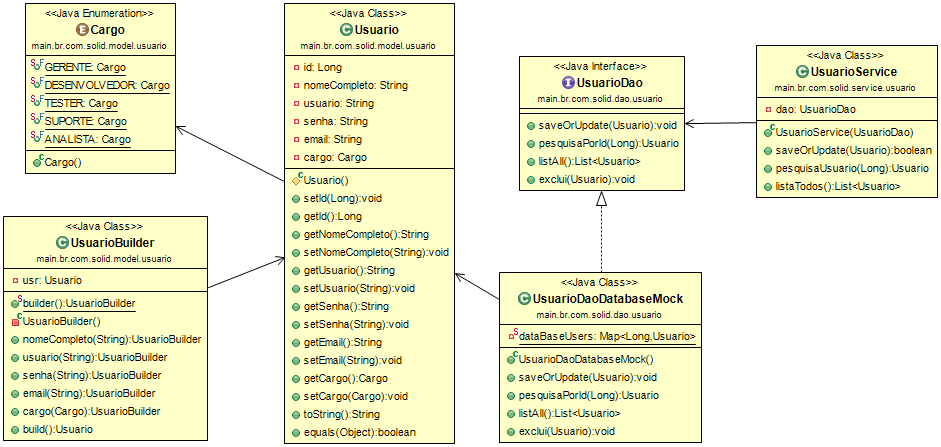 <<Java Enumeration>>
Cargo
main.br.com.solid.model.usuario
GERENTE: Cargo
DESENVOLVEDOR: Cargo
TESTER: Cargo
SUPORTE: Cargo
ANALISTA: Cargo
Cargo()
<<Java Class>>
Usuario
main.br.com.solid.model.usuario
id: Long
nomeCompleto: String
usuario: String
senha: String
email: String
cargo: Cargo
Usuario()
setId(Long):void
getId():Long
getNomeCompleto():String
setNomeCompleto(String):void
getUsuario():String
setUsuario(String):void
getSenha():String
setSenha(String):void
getEmail():String
setEmail(String):void
getCargo():Cargo
setCargo(Cargo):void
toString():String
equals(Object):boolean
<<Java Interface>>
UsuarioDao
main.br.com.solid.dao.usuario
saveOrUpdate(Usuario):void
pesquisaPorId(Long):Usuario
listAll():List<Usuario>
exclui(Usuario):void
<<Java Class>>
UsuarioService
main.br.com.solid.service.usuario
dao: UsuarioDao
UsuarioService(UsuarioDao)
saveOrUpdate(Usuario):boolean
pesquisaUsuario(Long):Usuario
listaTodos():List<Usuario>
<<Java Class>>
UsuarioBuilder
main.br.com.solid.model.usuario
usr: Usuario
builder():UsuarioBuilder
UsuarioBuilder()
nomeCompleto(String):UsuarioBuilder
usuario(String):UsuarioBuilder
senha(String):UsuarioBuilder
email(String):UsuarioBuilder
cargo(Cargo):UsuarioBuilder
build():Usuario
<<Java Class>>
UsuarioDaoDatabaseMock
main.br.com.solid.dao.usuario
dataBaseUsers: Map<Long,Usuario>
UsuarioDaoDatabaseMock()
saveOrUpdate(Usuario):void
pesquisaPorId(Long):Usuario
listAll():List<Usuario>
exclui(Usuario):void